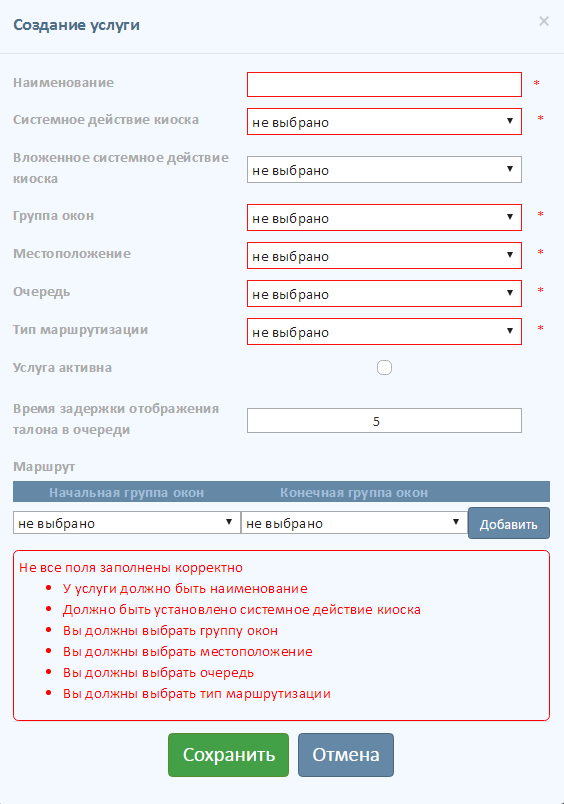 Создание услуги ×
Наименование *
Системное действие киоска не выбрано *
Вложенное системное действие
киоска не выбрано
Группа окон не выбрано *
Местоположение не выбрано *
Очередь не выбрано *
Тип маршрутизации не выбрано *
Услуга активна
Время задержки отображения
талона в очереди 5
Маршрут
Начальная группа окон Конечная группа окон
не выбрано не выбрано Добавить
Не все поля заполнены корректно
• У услуги должно быть наименование
• Должно быть установлено системное действие киоска
• Вы должны выбрать группу окон
• Вы должны выбрать местоположение
• Вы должны выбрать очередь
• Вы должны выбрать тип маршрутизации
Сохранить Отмена